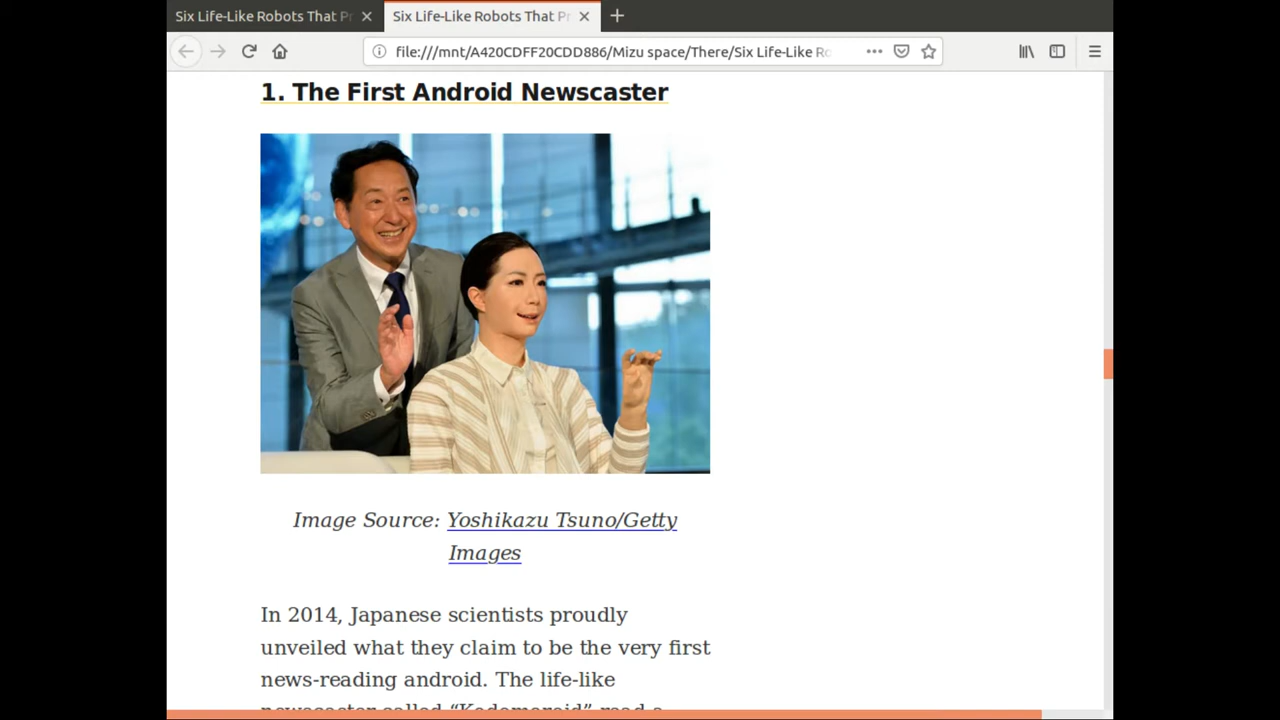 Six Life-Like Robots That Pr
Six Life-Like Robots That Pr
file:///mnt/A420CDFF20CDD886/Mizu space/There/Six Life-Like Ro
1. The First Android Newscaster
Image Source: Yoshikazu Tsuno/Getty
Images
In 2014, Japanese scientists proudly
unveiled what they claim to be the very first
news-reading android. The life-like
newscaster called “Kodomoroid” read a